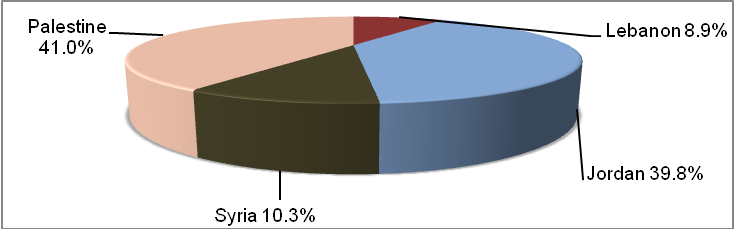 Palestine
41.0%
Lebanon 8.9%
Jordan 39.8%
Syria 10.3%